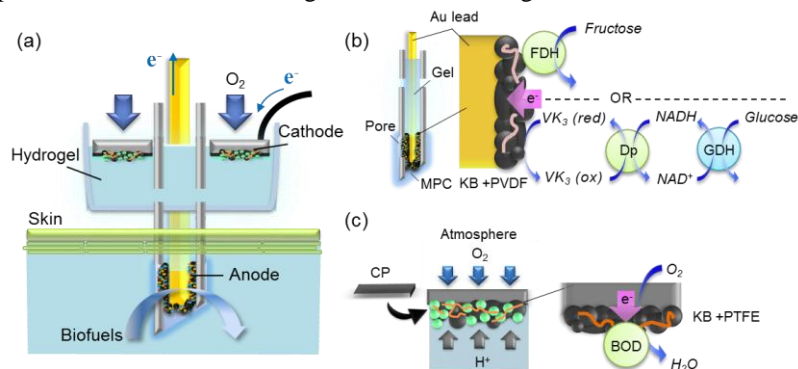 (a)
e-
O2
e-
Cathode
Hydrogel
Skin
Anode
Biofuels
(b)
Au lead
Gel
Pore
MPC
KB +PVDF
FDH
Fructose
e-
OR
VK3 (red)
NADH
Glucose
Dp
GDH
VK3 (ox)
NAD+
(c)
Atmosphere
O2
CP
H+
O2
e-
KB +PTFE
BOD
H2O